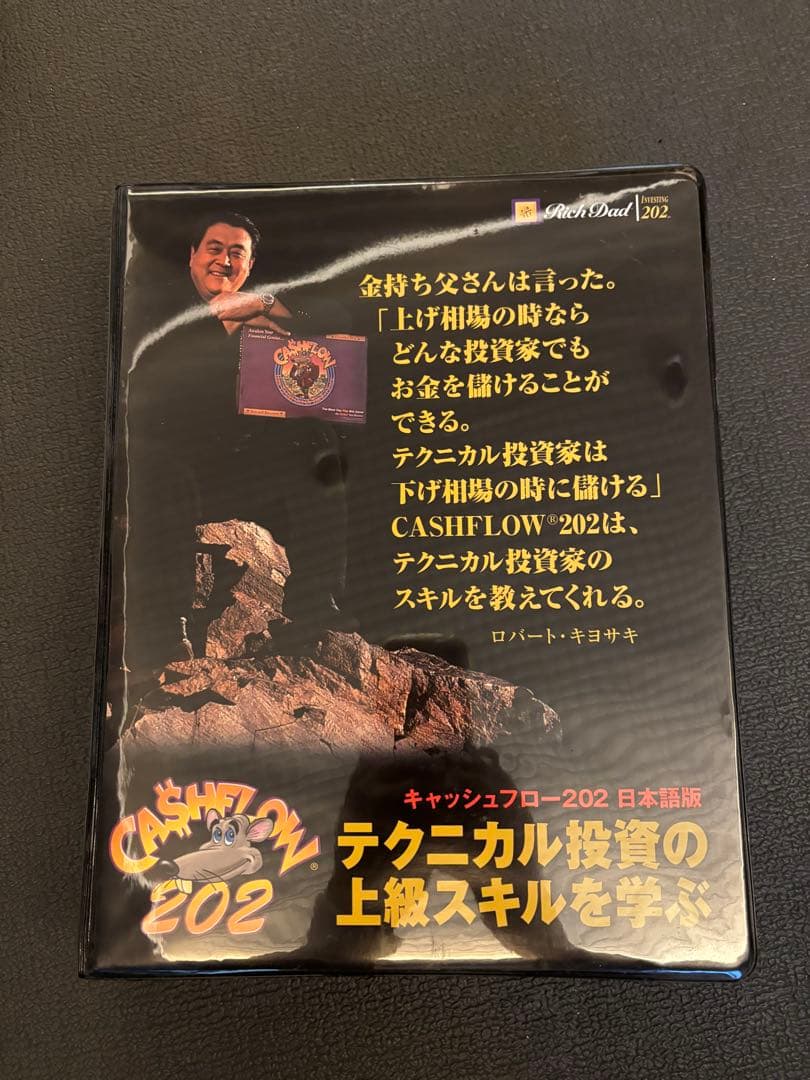 Rich Dad INVESTING 202
金持ち父さんは言った。
「上げ相場の時なら
どんな投資家でも
お金を儲けることが
できる。
テクニカル投資家は
下げ相場の時に儲ける」
CASHFLOW®202は、
テクニカル投資家の
スキルを教えてくれる。
ロバート・キヨサキ
Awaken Your
Financial Genius
CASHFLOW
キャッシュフロー202 日本語版
CA$HFLOW®
202
テクニカル投資の
上級スキルを学ぶ